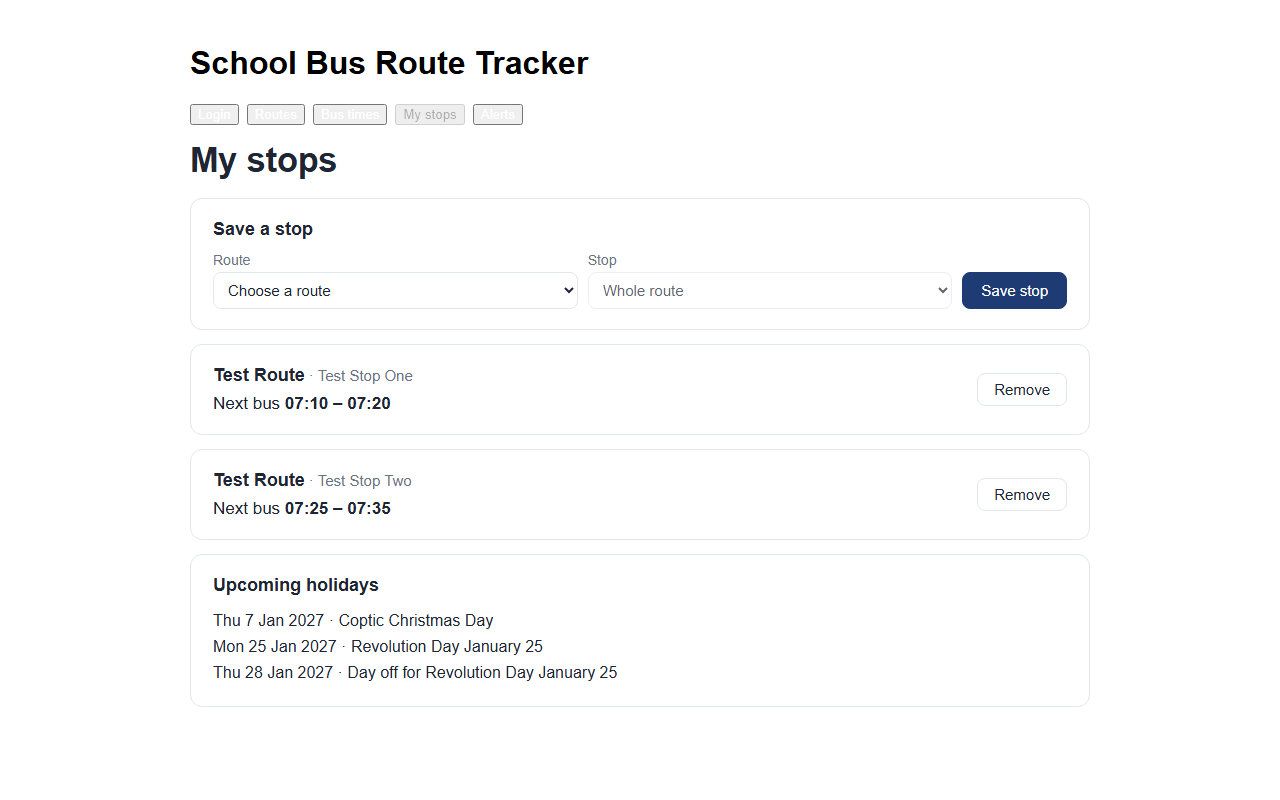 School Bus Route Tracker
Login Routes Bus times My stops Alerts
My stops
Save a stop
Route Stop
Choose a route Whole route Save stop
Test Route · Test Stop One
Next bus 07:10 – 07:20
Remove
Test Route · Test Stop Two
Next bus 07:25 – 07:35
Remove
Upcoming holidays
Thu 7 Jan 2027 · Coptic Christmas Day
Mon 25 Jan 2027 · Revolution Day January 25
Thu 28 Jan 2027 · Day off for Revolution Day January 25